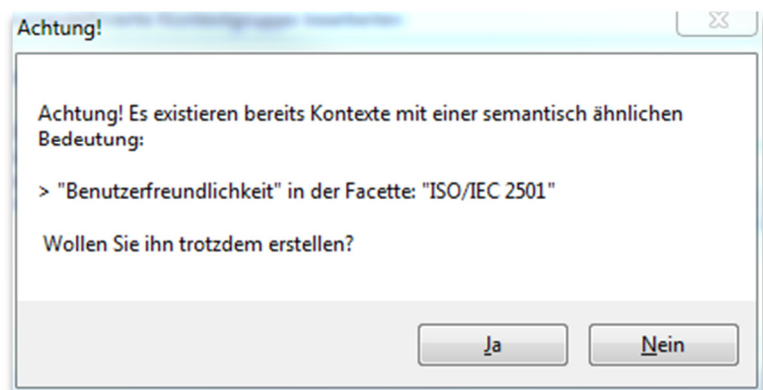 Achtung!
Achtung! Es existieren bereits Kontexte mit einer semantisch ähnlichen
Bedeutung:
> "Benutzerfreundlichkeit" in der Facette: "ISO/IEC 2501"
Wollen Sie ihn trotzdem erstellen?
Ja
Nein